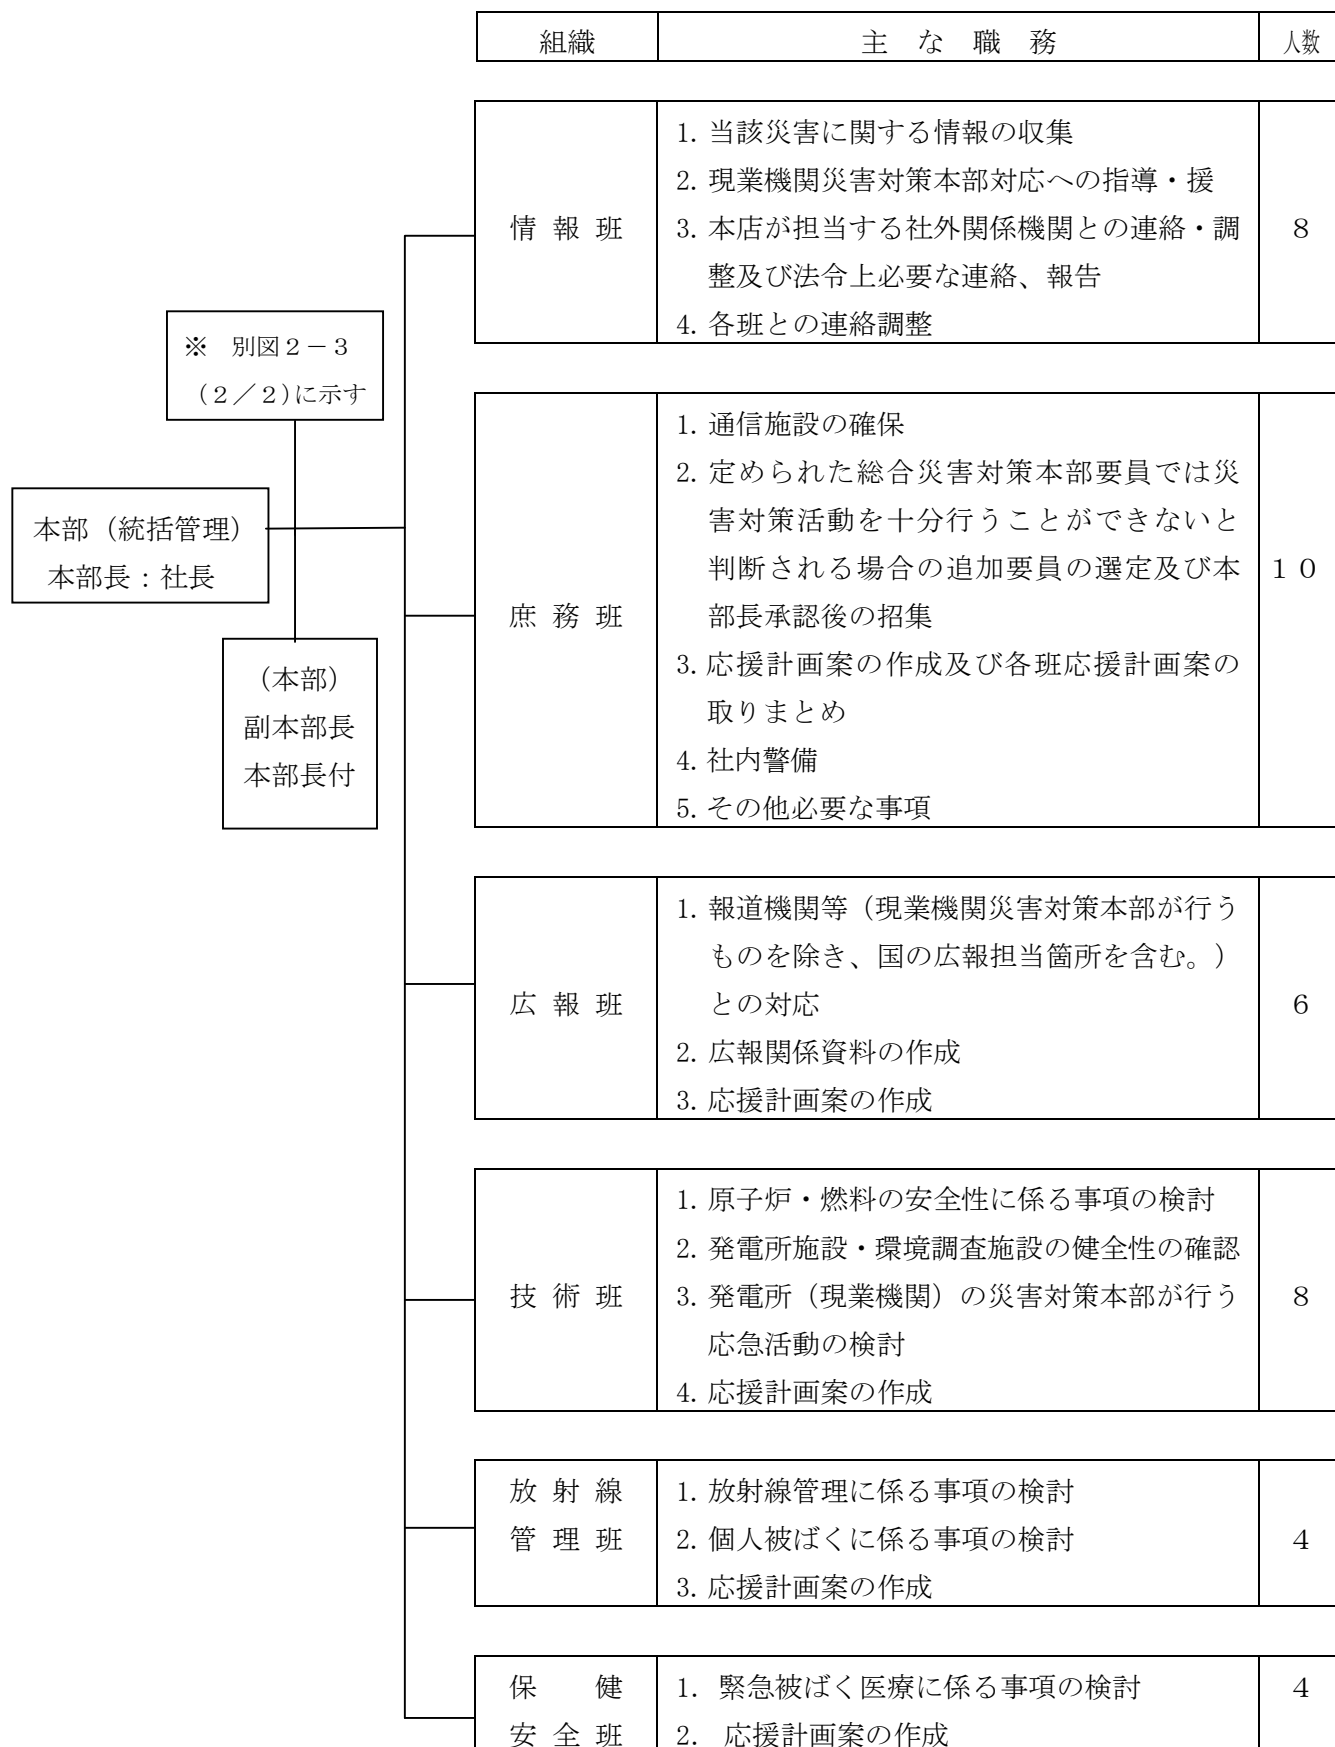 組織 主な職務 人数
※ 別図2－3
(2／2)に示す
本部（統括管理）
本部長：社長
（本部）
副本部長
本部長付
情報班
1. 当該災害に関する情報の収集
2. 現業機関災害対策本部対応への指導・援
3. 本店が担当する社外関係機関との連絡・調
整及び法令上必要な連絡、報告
4. 各班との連絡調整
8
庶務班
1. 通信施設の確保
2. 定められた総合災害対策本部要員では災
害対策活動を十分行うことができないと
判断される場合の追加要員の選定及び本
部長承認後の招集
3. 応援計画案の作成及び各班応援計画案の
取りまとめ
4. 社内警備
5. その他必要な事項
10
広報班
1. 報道機関等（現業機関災害対策本部が行う
ものを除き、国の広報担当箇所を含む。）
との対応
2. 広報関係資料の作成
3. 応援計画案の作成
6
技術班
1. 原子炉・燃料の安全性に係る事項の検討
2. 発電所施設・環境調査施設の健全性の確認
3. 発電所（現業機関）の災害対策本部が行う
応急活動の検討
4. 応援計画案の作成
8
放射線
管理班
1. 放射線管理に係る事項の検討
2. 個人被ばくに係る事項の検討
3. 応援計画案の作成
4
保健
安全班
1. 緊急被ばく医療に係る事項の検討
2. 応援計画案の作成
4